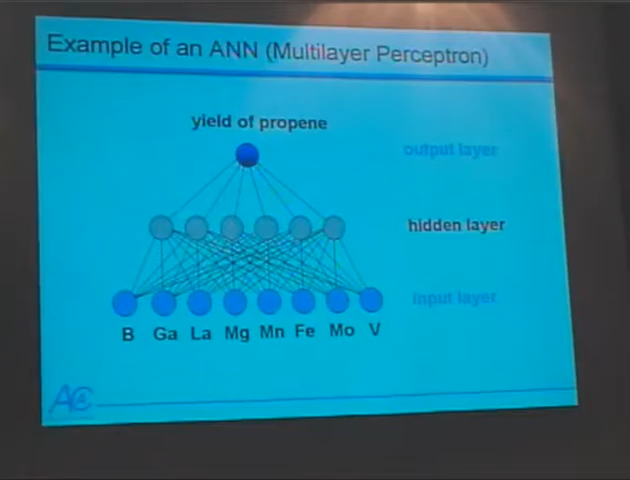 Example of an ANN (Multilayer Perceptron)
yield of propene
output layer
hidden layer
input layer
B Ga La Mg Mn Fe Mo V